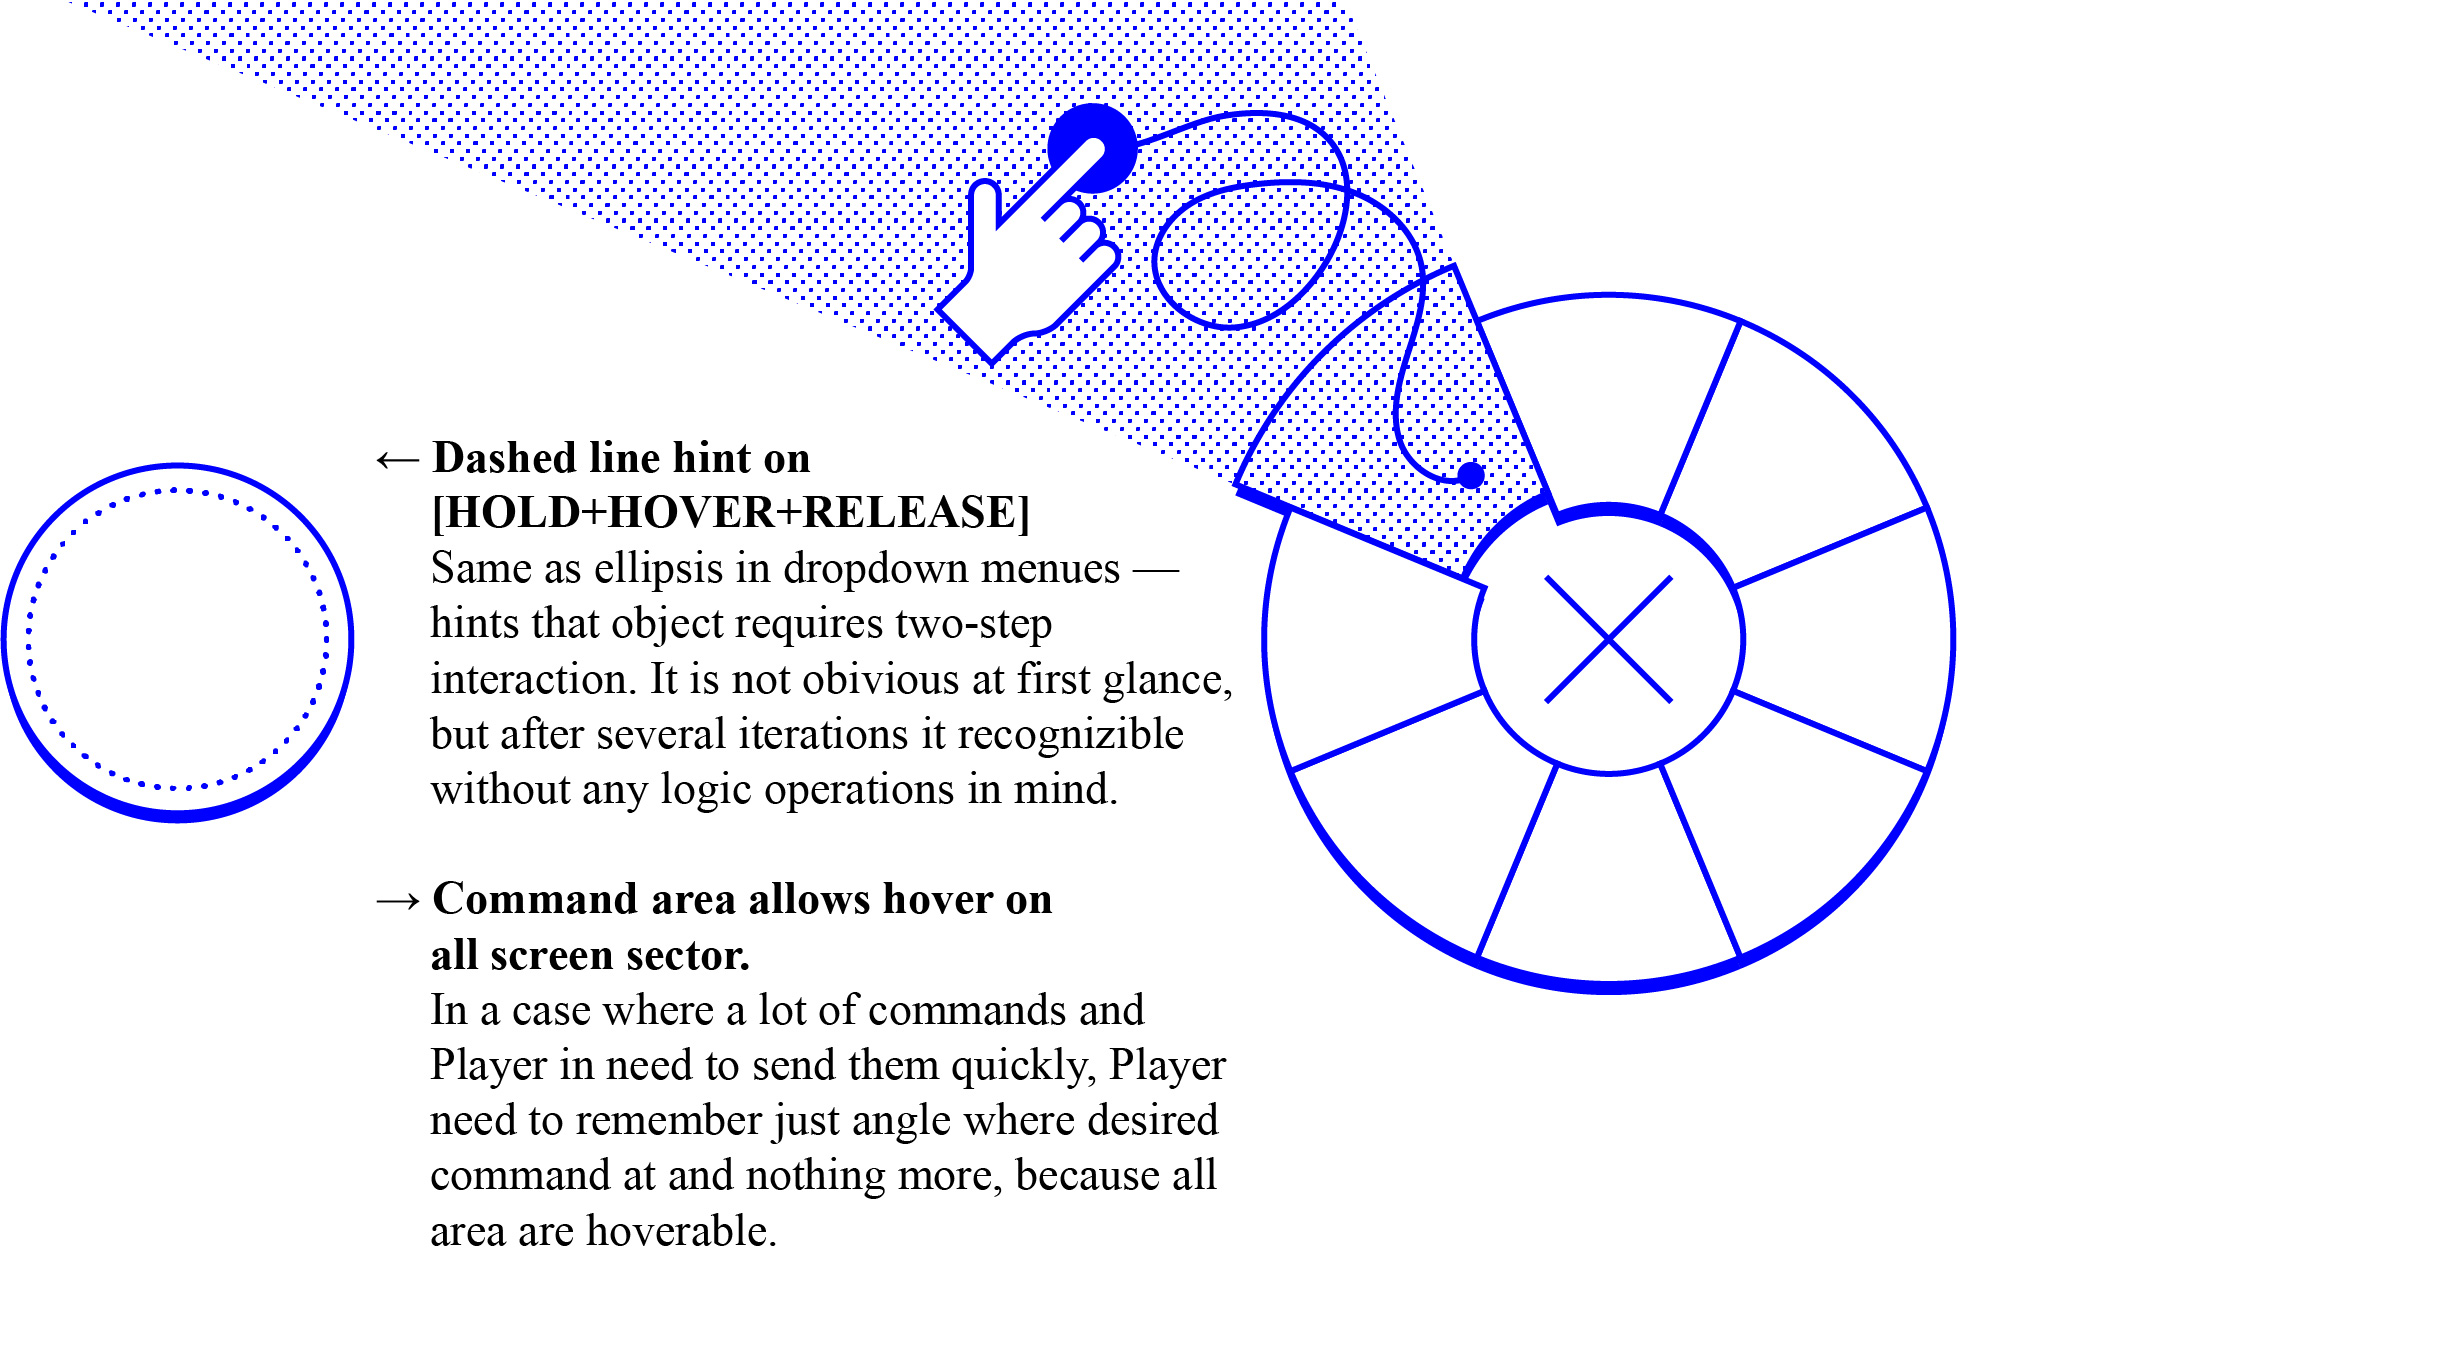 ← Dashed line hint on
[HOLD+HOVER+RELEASE]
Same as ellipsis in dropdown menues —
hints that object requires two-step
interaction. It is not obivious at first glance,
but after several iterations it recognizible
without any logic operations in mind.
→ Command area allows hover on
all screen sector.
In a case where a lot of commands and
Player in need to send them quickly, Player
need to remember just angle where desired
command at and nothing more, because all
area are hoverable.